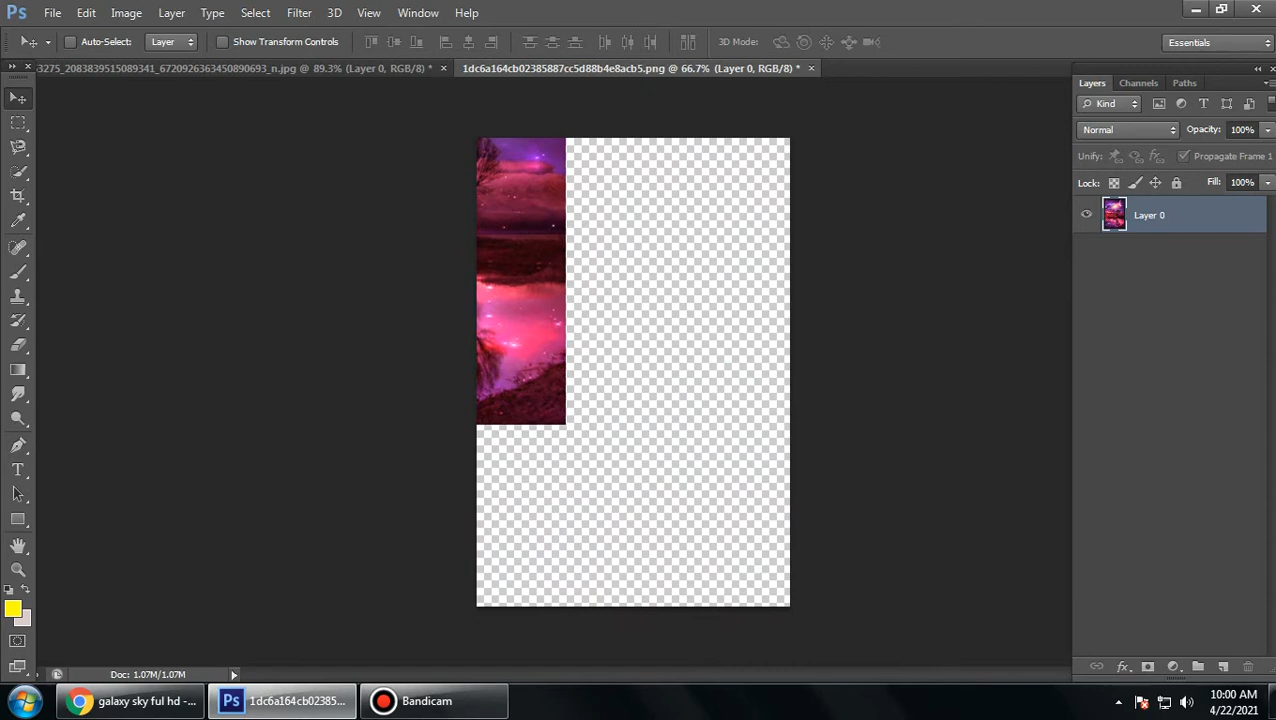 Ps File Edit Image Layer Type Select Filter 3D View Window Help
Auto-Select: Layer Show Transform Controls 3D Mode: Essentials
3275_2083839515089341_6720926363450890693_n.jpg @ 89.3% (Layer 0, RGB/8) * × 1dc6a164cb02385887cc5d88b4e8acb5.png @ 66.7% (Layer 0, RGB/8) * ×
Layers Channels Paths
Kind
Normal Opacity: 100%
Unify: Propagate Frame 1
Lock: Fill: 100%
Layer 0
Doc: 1.07M/1.07M
galaxy sky ful hd -... Ps 1dc6a164cb02385... Bandicam
10:00 AM
4/22/2021